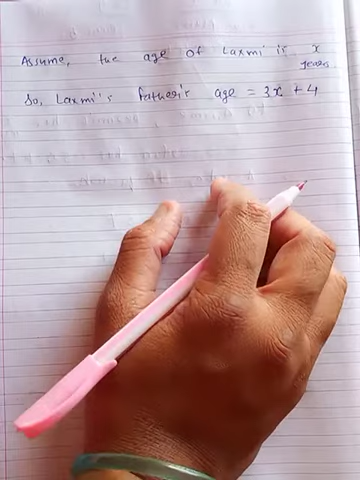 Assume, the age of Laxmi is x years.
So, Laxmi's father's age = 3x + 4